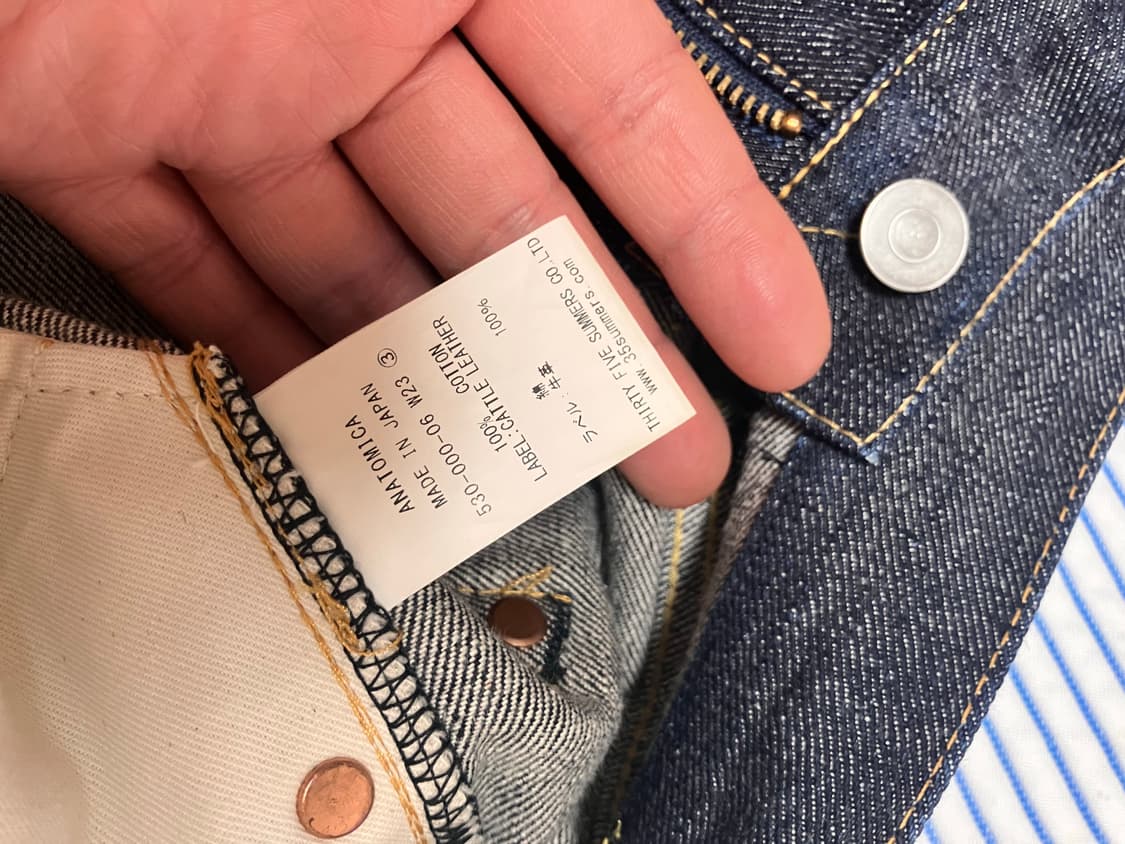 ANATOMICA
MADE IN JAPAN
530-000-06 W23 ③
100% COTTON
LABEL:CATTLE LEATHER
綿 100%
ラベル:牛革
THIRTY FIVE SUMMERS CO.LTD
www.35summers.com